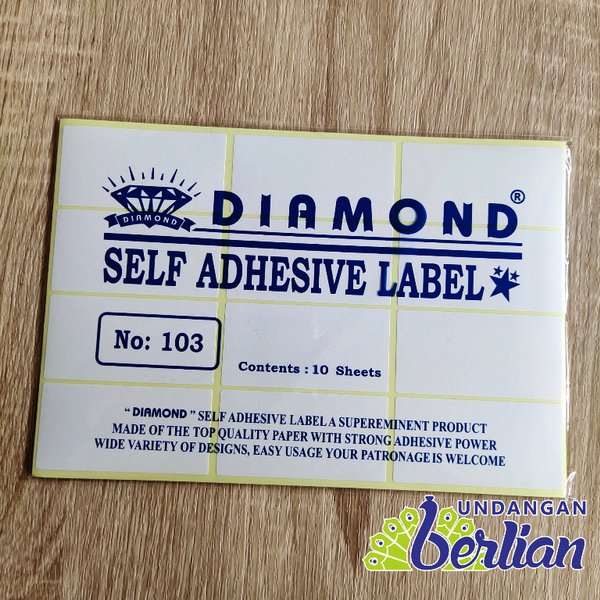 DIAMOND
DIAMOND ®
SELF ADHESIVE LABEL
No: 103
Contents : 10 Sheets
“ DIAMOND ” SELF ADHESIVE LABEL A SUPEREMINENT PRODUCT
MADE OF THE TOP QUALITY PAPER WITH STRONG ADHESIVE POWER
WIDE VARIETY OF DESIGNS, EASY USAGE YOUR PATRONAGE IS WELCOME
UNDANGAN
berlian